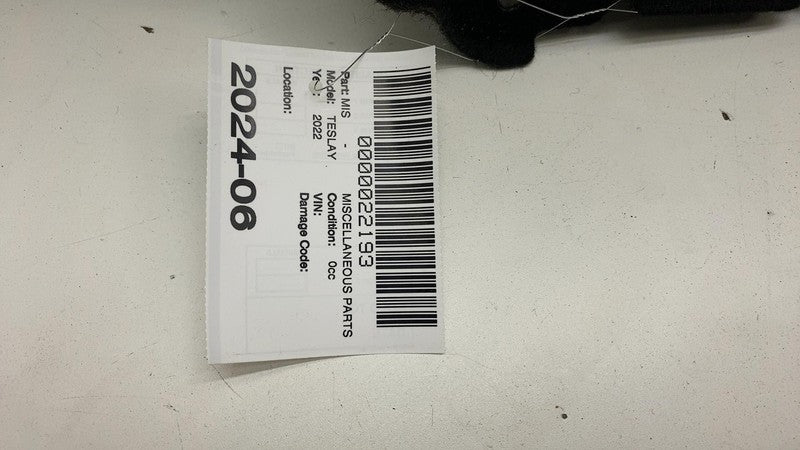 0000022193
Part: MIS - MISCELLANEOUS PARTS
Model: TESLAY Condition: 0cc
2022 VIN:
Damage Code:
Location:
2024-06